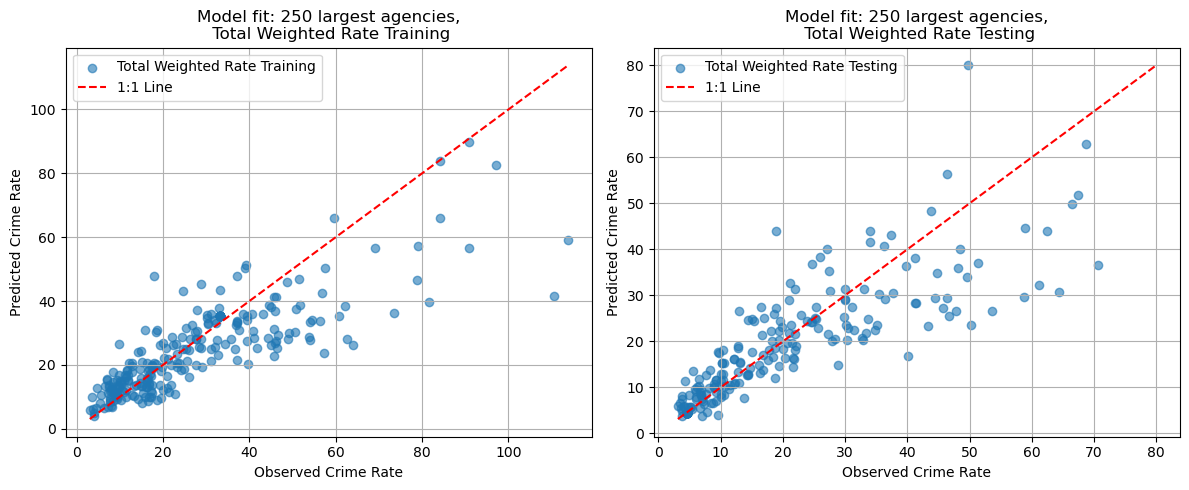 Model fit: 250 largest agencies,
Total Weighted Rate Training
Total Weighted Rate Training
1:1 Line
Predicted Crime Rate
100
80
60
40
20
0
0 20 40 60 80 100
Observed Crime Rate
Model fit: 250 largest agencies,
Total Weighted Rate Testing
Total Weighted Rate Testing
1:1 Line
Predicted Crime Rate
80
70
60
50
40
30
20
10
0
0 10 20 30 40 50 60 70 80
Observed Crime Rate